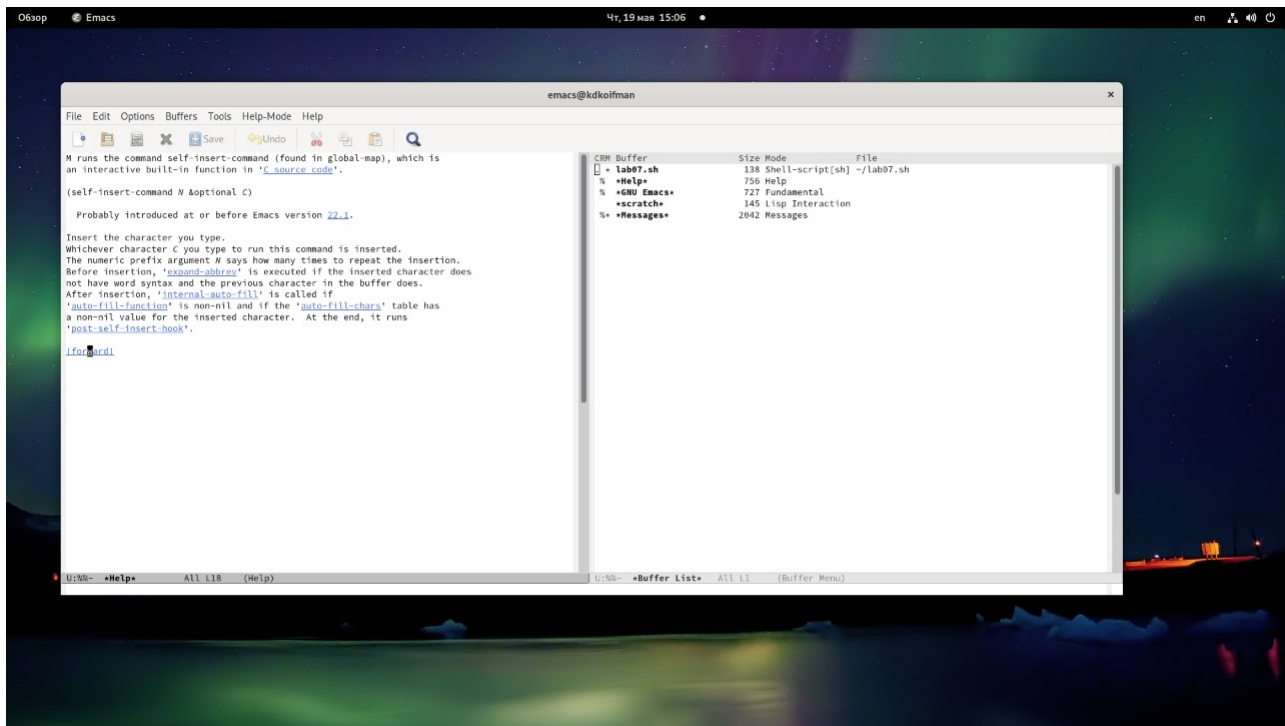 Обзор Emacs Чт, 19 мая 15:06 en
emacs@kdkoifman
File Edit Options Buffers Tools Help-Mode Help
Save Undo
M runs the command self-insert-command (found in global-map), which is
an interactive built-in function in ‘C source code’.
(self-insert-command N &optional C)
Probably introduced at or before Emacs version 22.1.
Insert the character you type.
Whichever character C you type to run this command is inserted.
The numeric prefix argument N says how many times to repeat the insertion.
Before insertion, ‘expand-abbrev’ is executed if the inserted character does
not have word syntax and the previous character in the buffer does.
After insertion, ‘internal-auto-fill’ is called if
‘auto-fill-function’ is non-nil and if the ‘auto-fill-chars’ table has
a non-nil value for the inserted character. At the end, it runs
‘post-self-insert-hook’.
[forward]
U:%%- *Help* All L18 (Help)
CRM Buffer Size Mode File
. * lab07.sh 138 Shell-script[sh] ~/lab07.sh
% *Help* 756 Help
% *GNU Emacs* 727 Fundamental
*scratch* 145 Lisp Interaction
%* *Messages* 2042 Messages
U:%%- *Buffer List* All L1 (Buffer Menu)